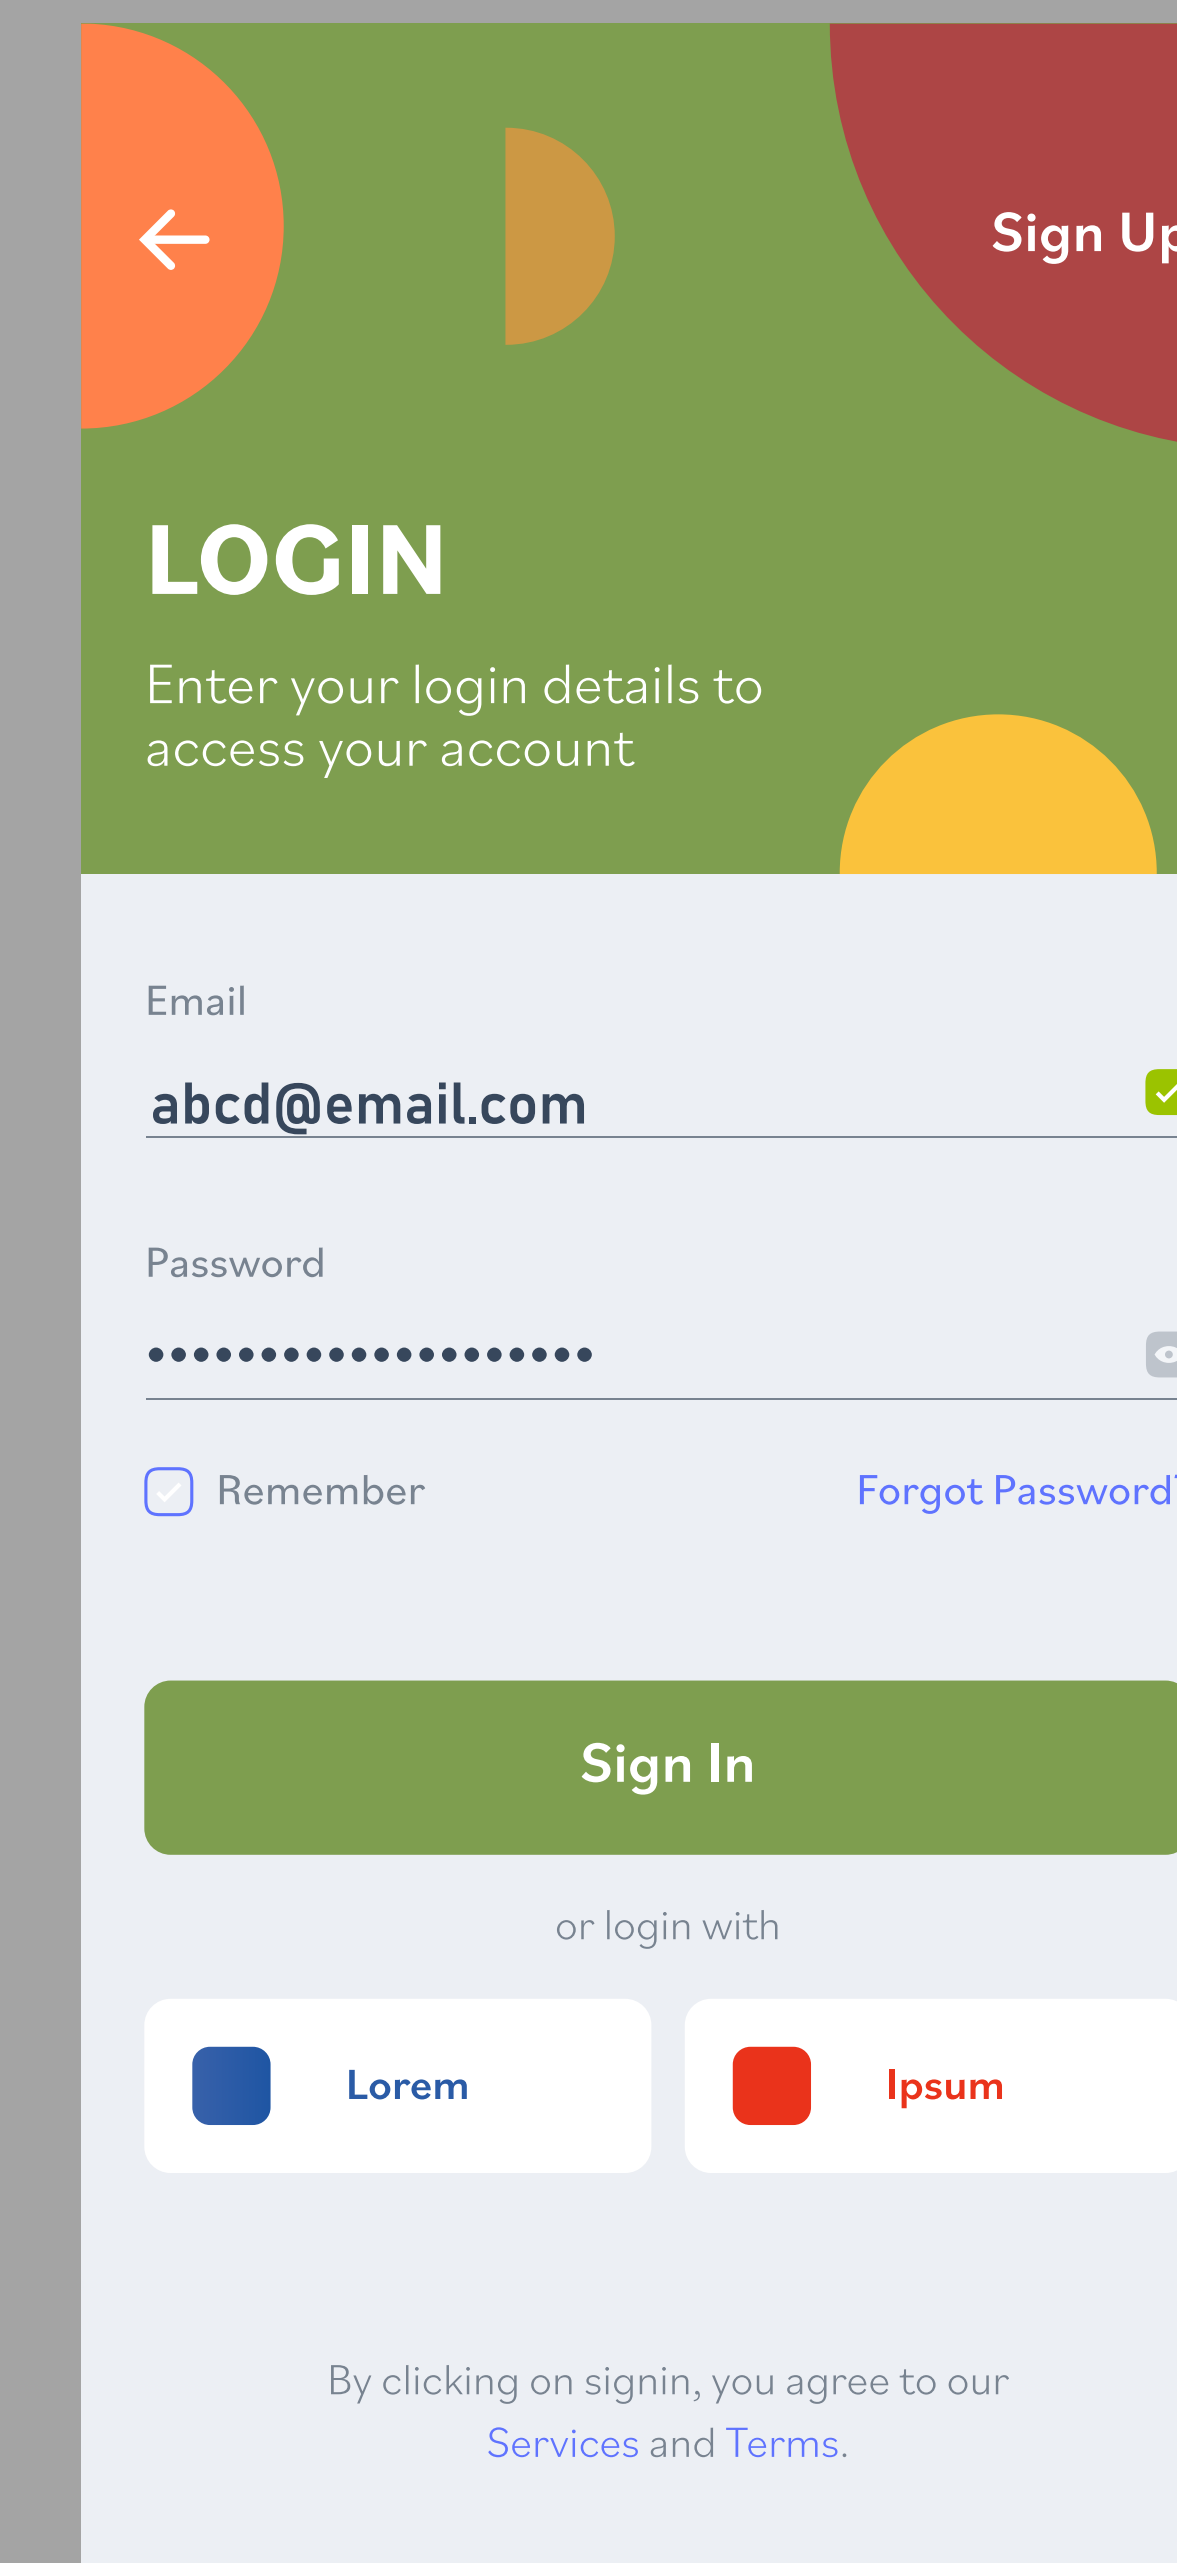 Sign Up
LOGIN
Enter your login details to
access your account
Email
abcd@email.com
Password
•••••••••••••••••••• 
Remember
Forgot Password?
Sign In
or login with
Lorem
Ipsum
By clicking on signin, you agree to our
Services and Terms.